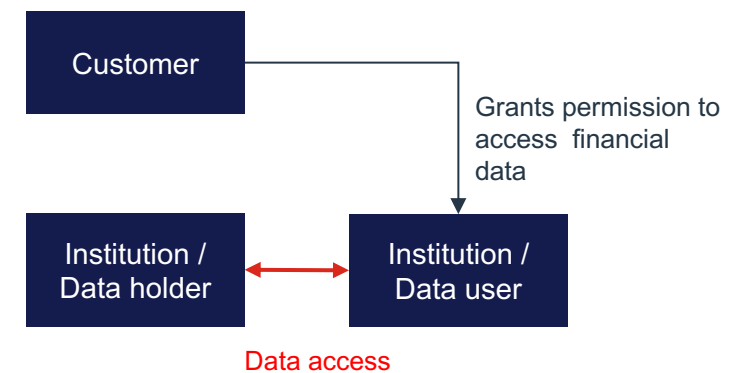 Customer
Grants permission to
access financial
data
Institution /
Data holder
Institution /
Data user
Data access